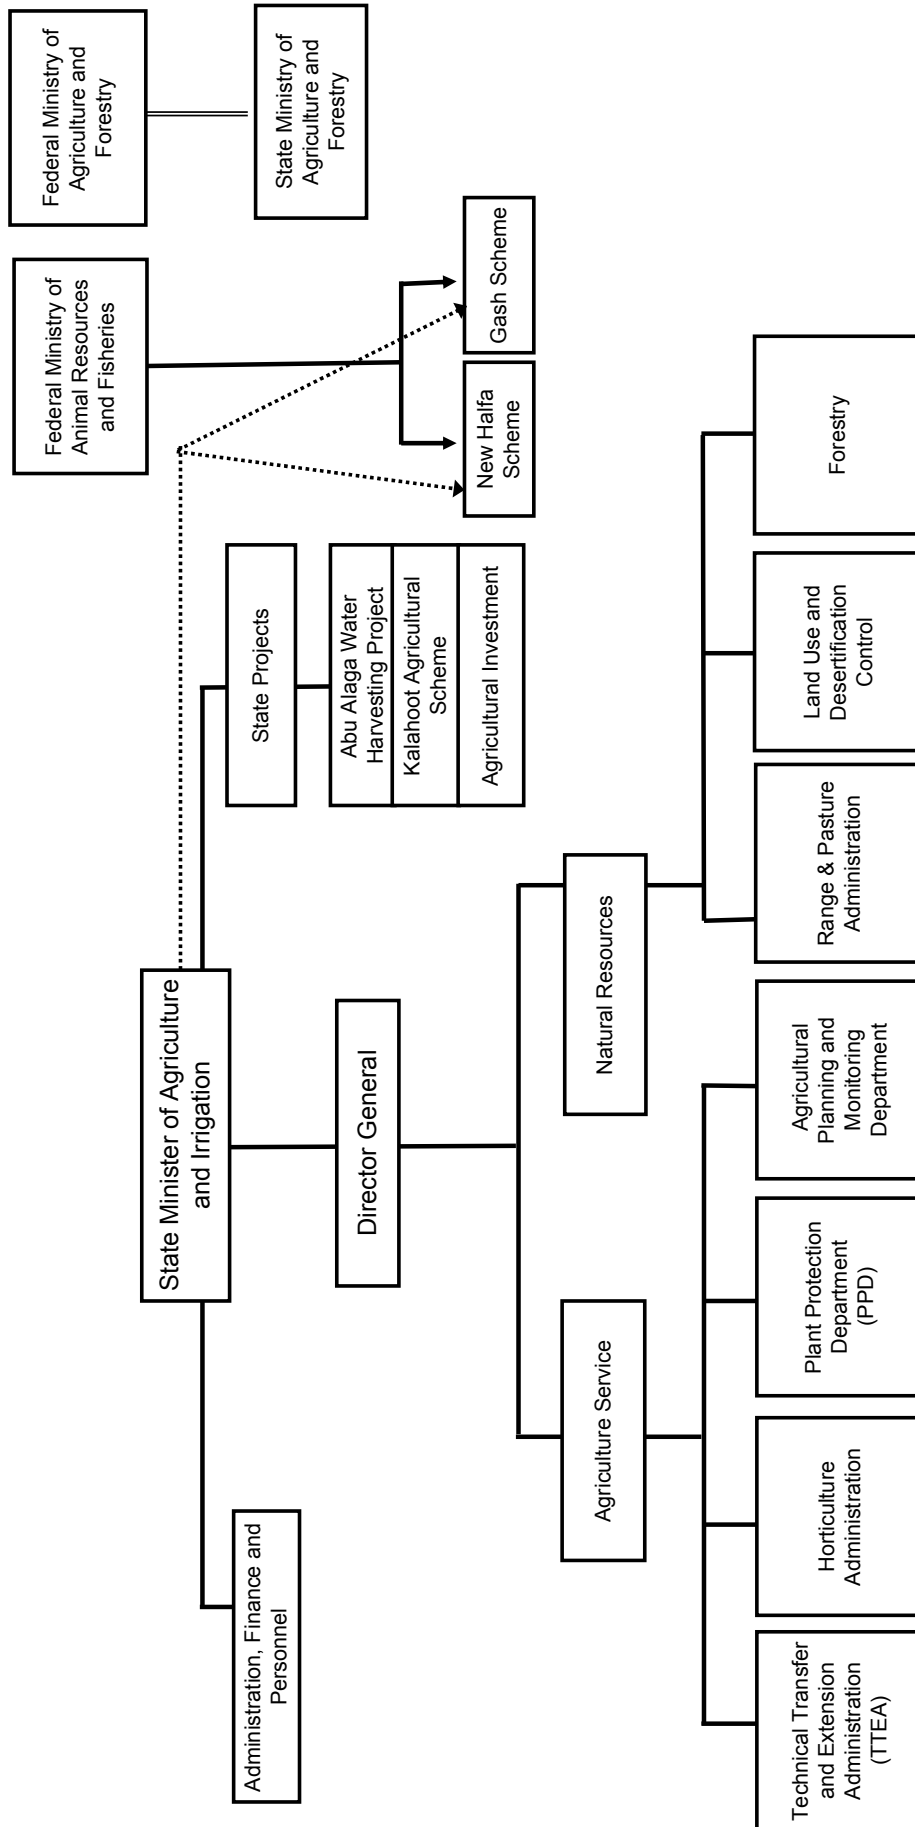 Federal Ministry of
Agriculture and
Forestry
State Ministry of
Agriculture and
Forestry
Federal Ministry of
Animal Resources
and Fisheries
Gash Scheme
New Halfa
Scheme
State Projects
Abu Alaga Water
Harvesting Project
Kalahoot Agricultural
Scheme
Agricultural Investment
State Minister of Agriculture
and Irrigation
Director General
Administration, Finance and
Personnel
Agriculture Service
Natural Resources
Technical Transfer
and Extension
Administration
(TTEA)
Horticulture
Administration
Plant Protection
Department
(PPD)
Agricultural
Planning and
Monitoring
Department
Range & Pasture
Administration
Land Use and
Desertification
Control
Forestry